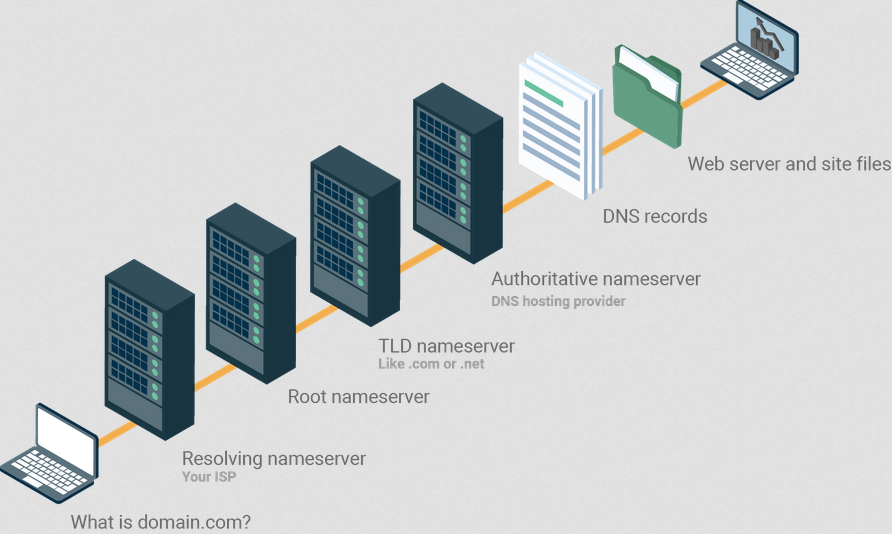 Web server and site files
DNS records
Authoritative nameserver
DNS hosting provider
TLD nameserver
Like .com or .net
Root nameserver
Resolving nameserver
Your ISP
What is domain.com?